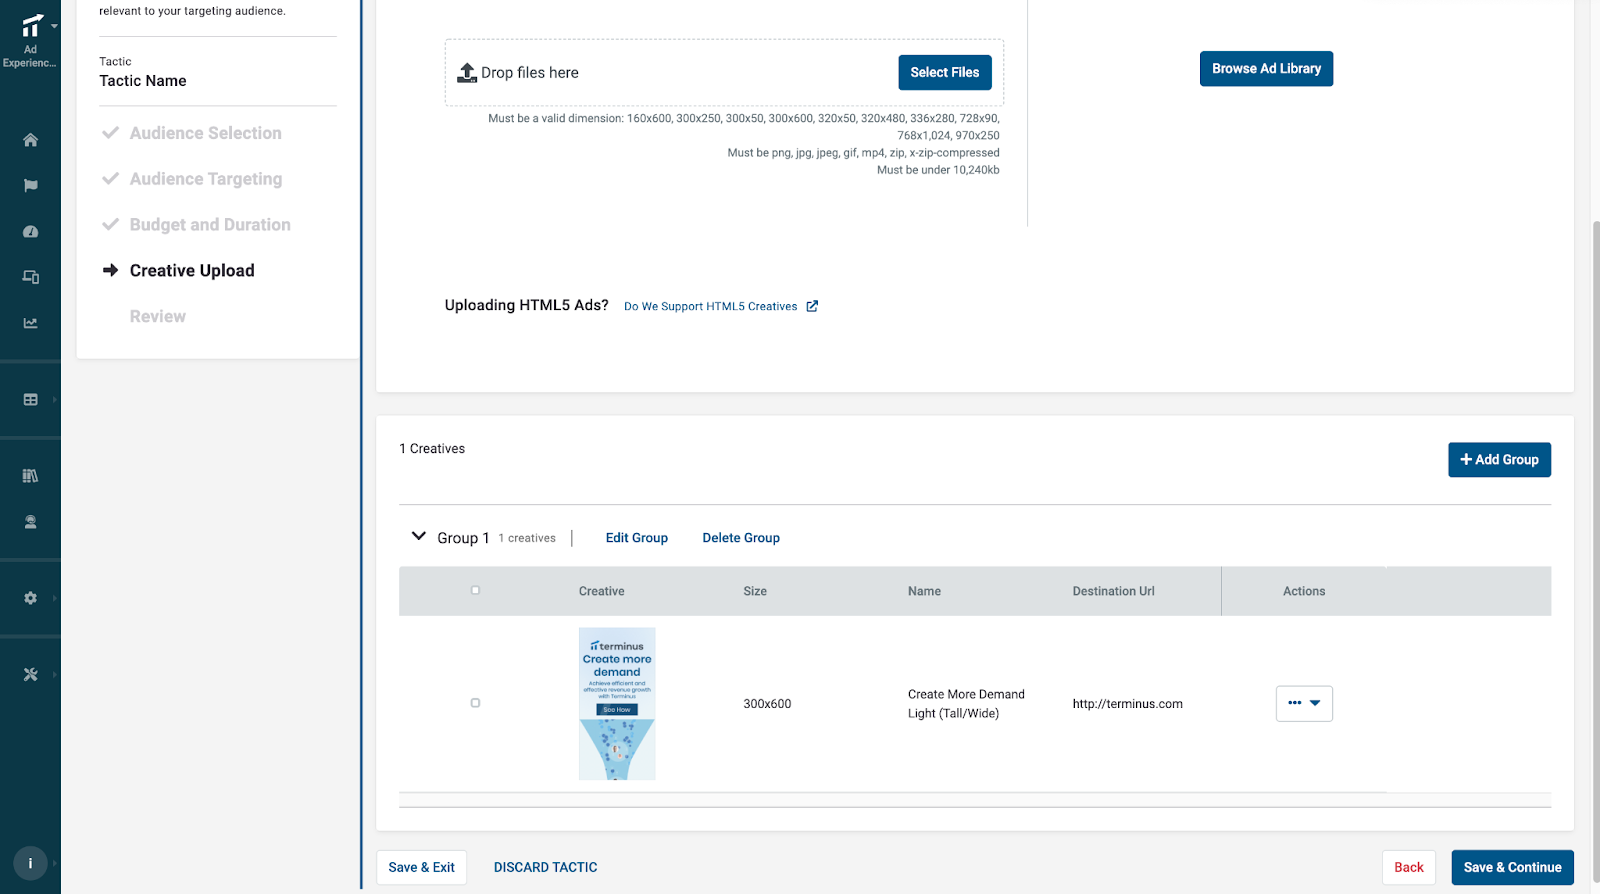 Ad
Experienc...
relevant to your targeting audience.
Tactic
Tactic Name
Audience Selection
Audience Targeting
Budget and Duration
Creative Upload
Review
Drop files here
Select Files
Must be a valid dimension: 160x600, 300x250, 300x50, 300x600, 320x50, 320x480, 336x280, 728x90,
768x1,024, 970x250
Must be png, jpg, jpeg, gif, mp4, zip, x-zip-compressed
Must be under 10,240kb
Browse Ad Library
Uploading HTML5 Ads? Do We Support HTML5 Creatives
1 Creatives
+ Add Group
Group 1 1 creatives | Edit Group Delete Group
Creative Size Name Destination Url Actions
terminus
Create more
demand
Achieve efficient and
effective revenue growth
with Terminus
See How
300x600
Create More Demand
Light (Tall/Wide)
http://terminus.com
i
Save & Exit
DISCARD TACTIC
Back
Save & Continue